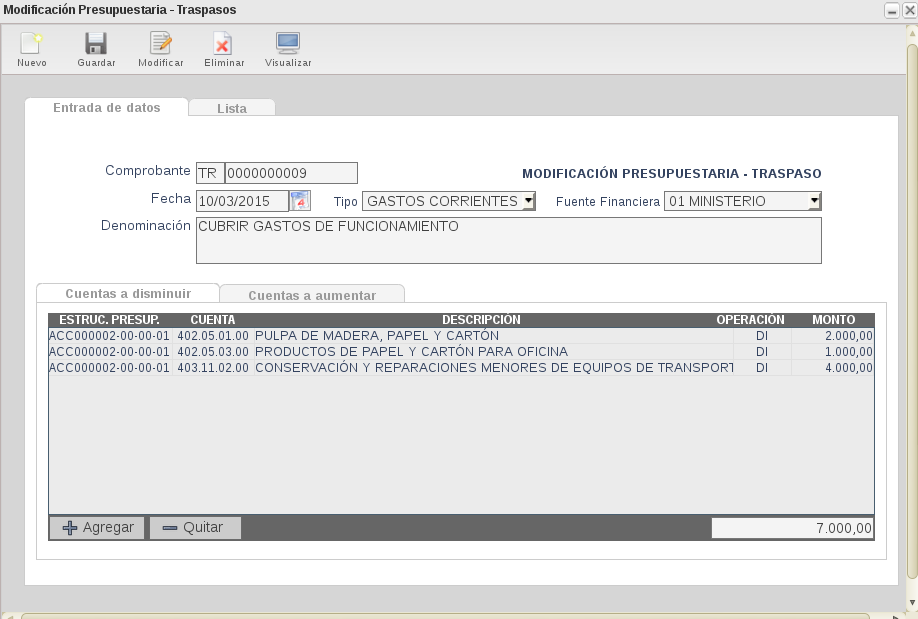 Modificación Presupuestaria - Traspasos
Nuevo Guardar Modificar Eliminar Visualizar
Entrada de datos Lista
Comprobante TR 0000000009 MODIFICACIÓN PRESUPUESTARIA - TRASPASO
Fecha 10/03/2015 Tipo GASTOS CORRIENTES Fuente Financiera 01 MINISTERIO
Denominación CUBRIR GASTOS DE FUNCIONAMIENTO
Cuentas a disminuir Cuentas a aumentar
ESTRUC. PRESUP. CUENTA DESCRIPCIÓN OPERACIÓN MONTO
ACC000002-00-00-01 402.05.01.00 PULPA DE MADERA, PAPEL Y CARTÓN DI 2.000,00
ACC000002-00-00-01 402.05.03.00 PRODUCTOS DE PAPEL Y CARTÓN PARA OFICINA DI 1.000,00
ACC000002-00-00-01 403.11.02.00 CONSERVACIÓN Y REPARACIONES MENORES DE EQUIPOS DE TRANSPORT DI 4.000,00
Agregar Quitar 7.000,00